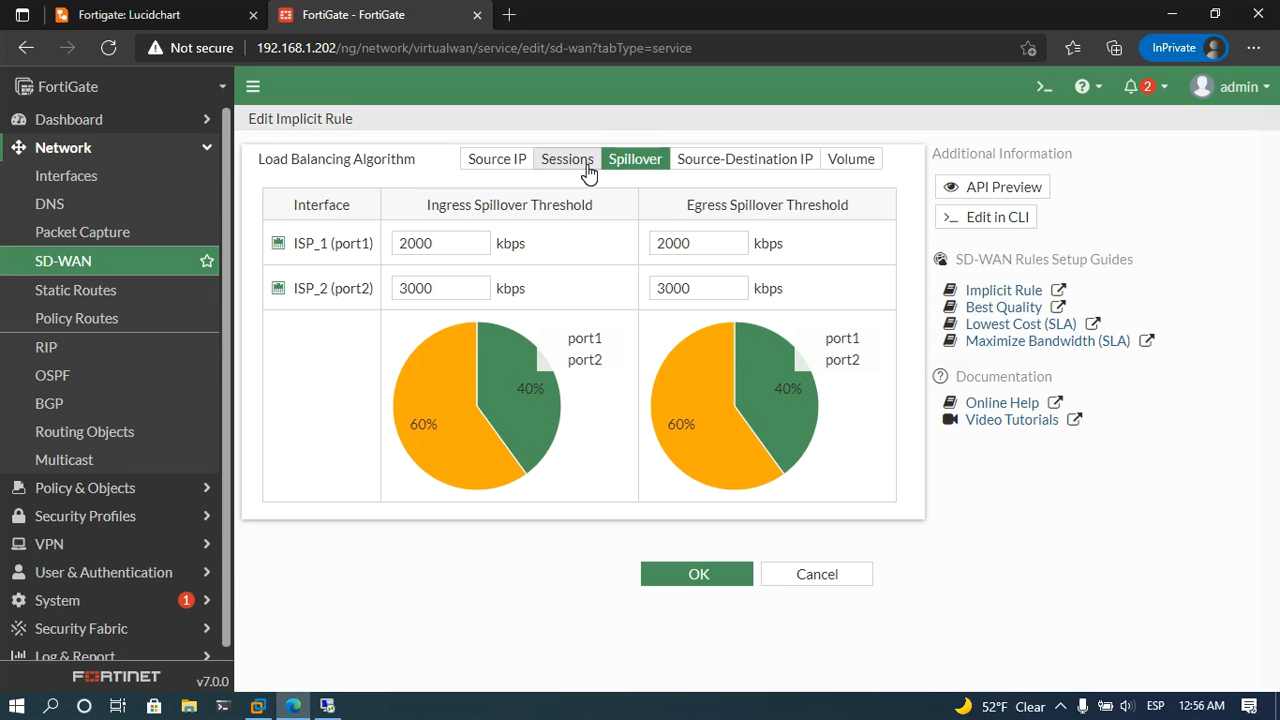 Fortigate: Lucidchart
FortiGate - FortiGate
Not secure
192.168.1.202/ng/network/virtualwan/service/edit/sd-wan?tabType=service
InPrivate
FortiGate
2
admin
Dashboard
Network
Interfaces
DNS
Packet Capture
SD-WAN
Static Routes
Policy Routes
RIP
OSPF
BGP
Routing Objects
Multicast
Policy & Objects
Security Profiles
VPN
User & Authentication
System
1
Security Fabric
Log & Report
FORTINET
v7.0.0
Edit Implicit Rule
Load Balancing Algorithm
Source IP
Sessions
Spillover
Source-Destination IP
Volume
Interface
Ingress Spillover Threshold
Egress Spillover Threshold
ISP_1 (port1)
2000
kbps
2000
kbps
ISP_2 (port2)
3000
kbps
3000
kbps
port1
port2
40%
60%
port1
port2
40%
60%
OK
Cancel
Additional Information
API Preview
>_ Edit in CLI
SD-WAN Rules Setup Guides
Implicit Rule
Best Quality
Lowest Cost (SLA)
Maximize Bandwidth (SLA)
Documentation
Online Help
Video Tutorials
52°F Clear
ESP
12:56 AM